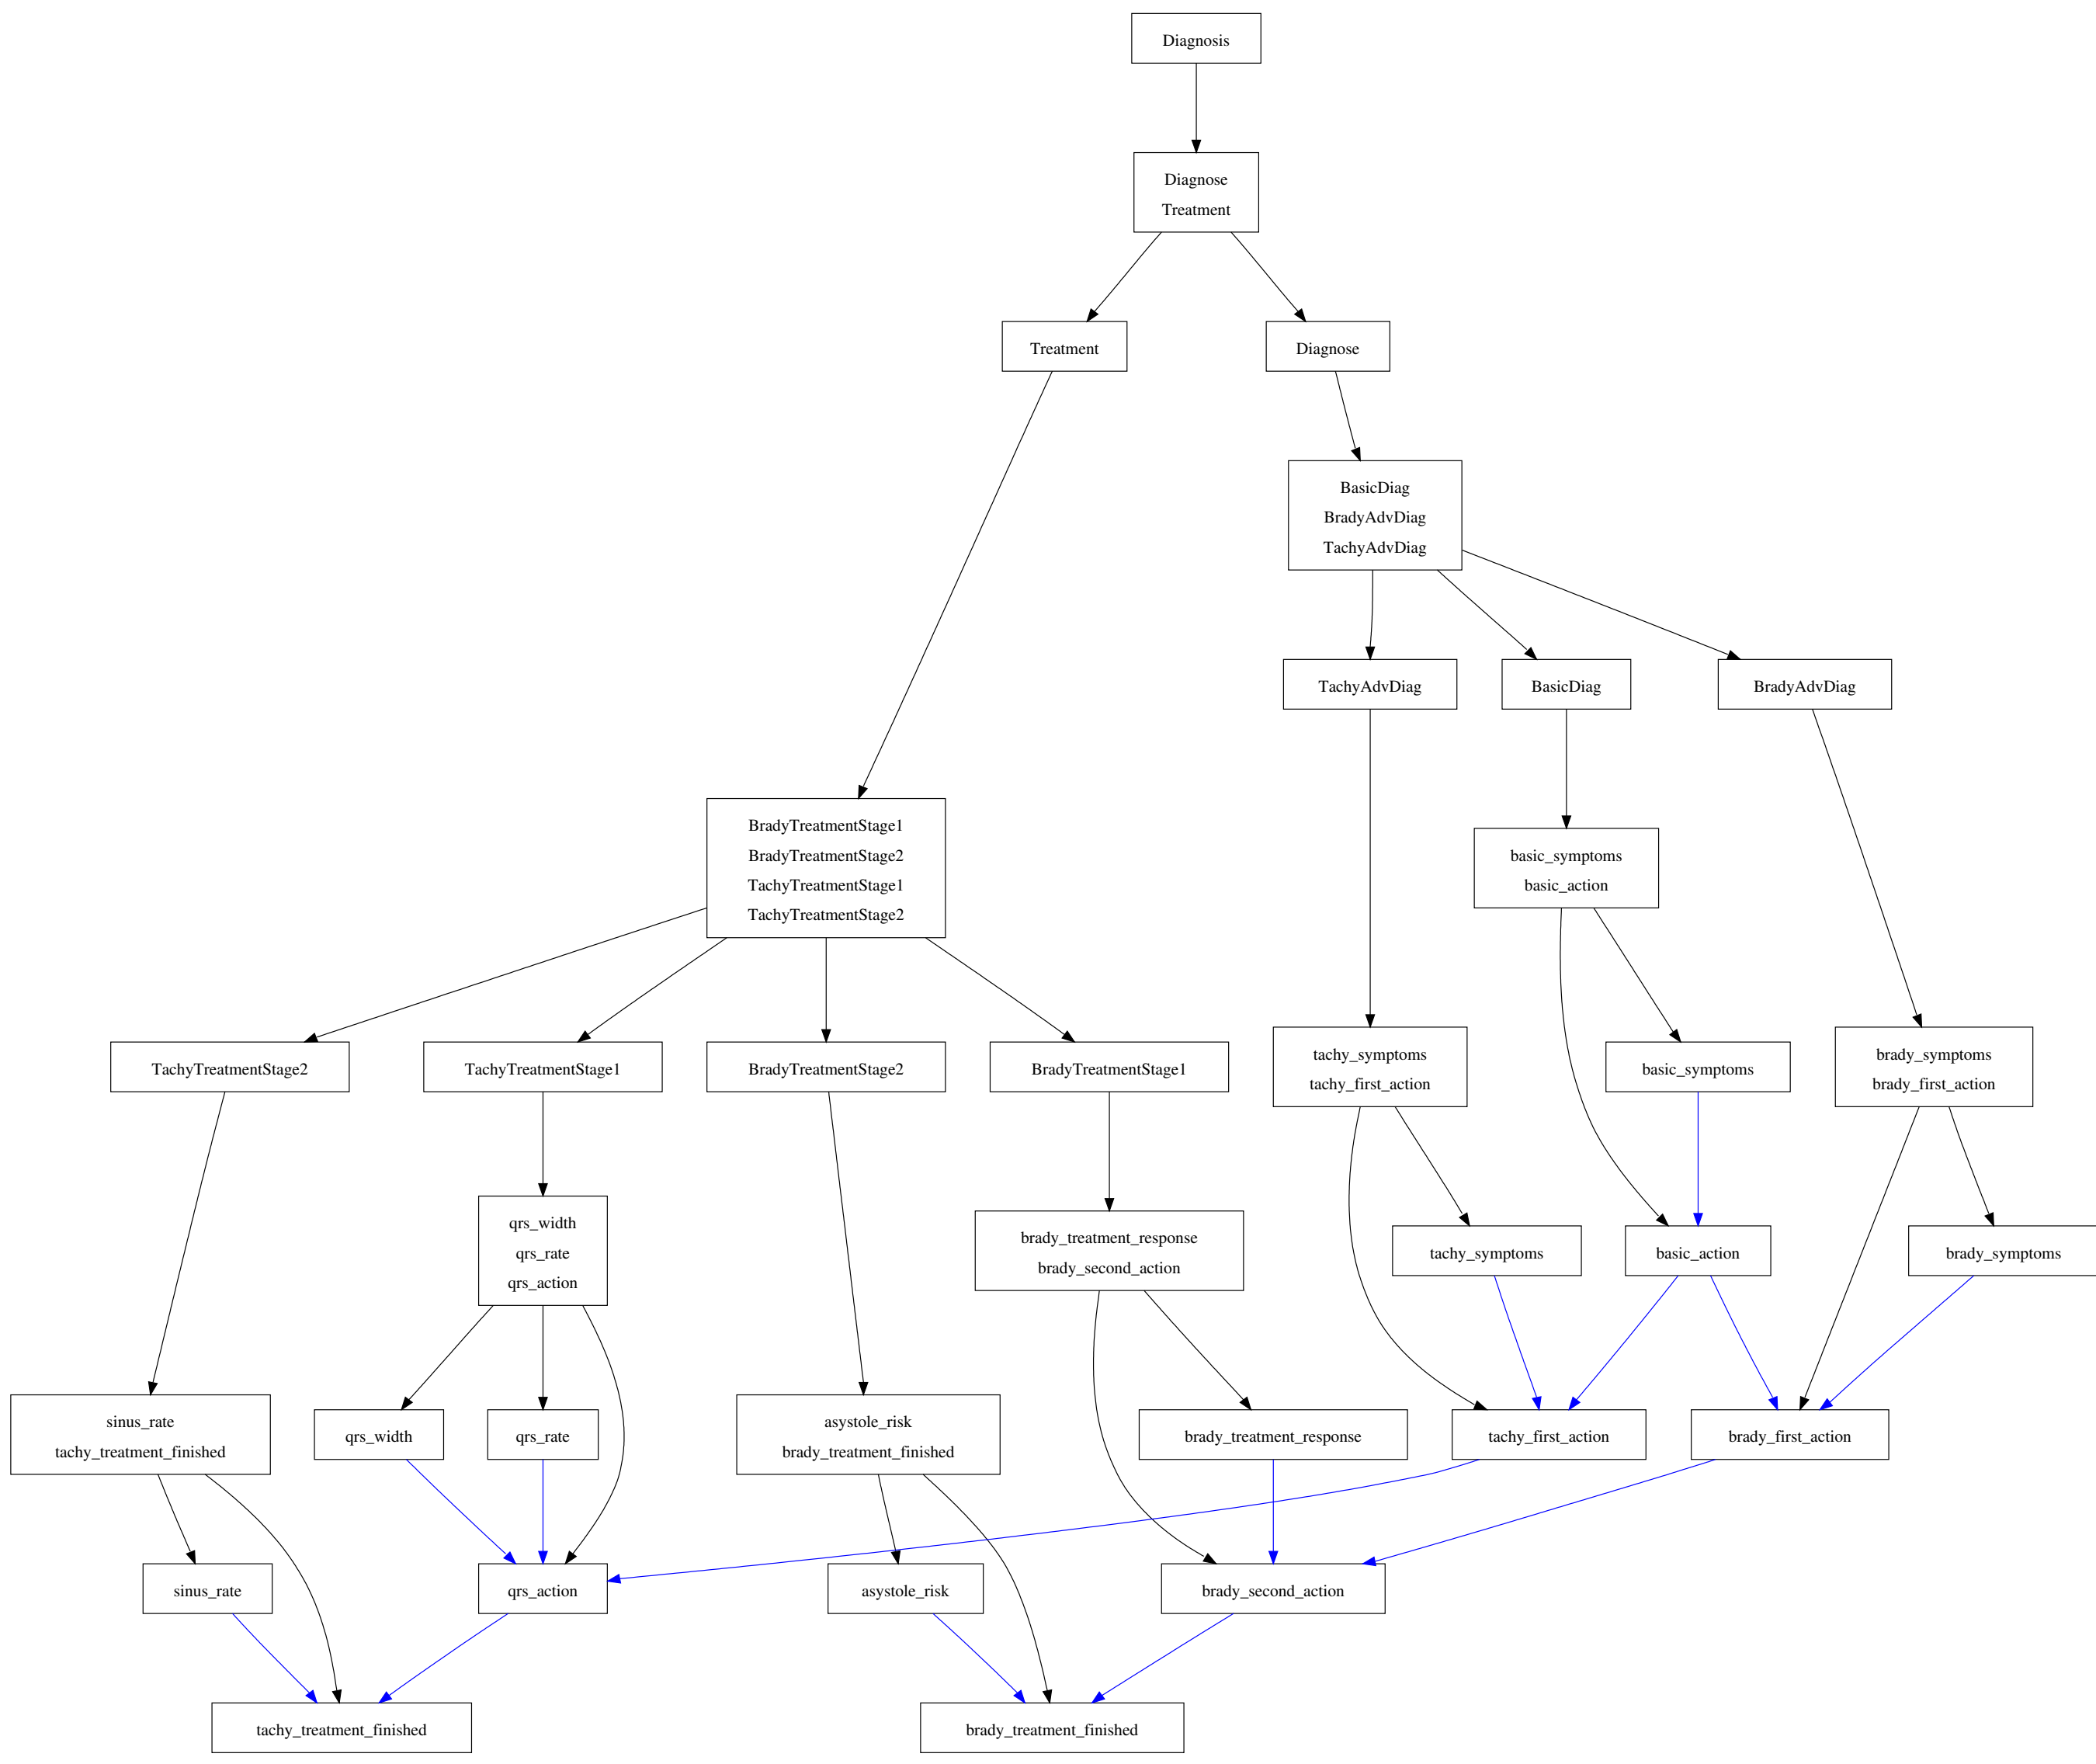 Diagnosis
Diagnose
Treatment
Treatment
Diagnose
BasicDiag
BradyAdvDiag
TachyAdvDiag
TachyAdvDiag
BasicDiag
BradyAdvDiag
BradyTreatmentStage1
BradyTreatmentStage2
TachyTreatmentStage1
TachyTreatmentStage2
basic_symptoms
basic_action
TachyTreatmentStage2
TachyTreatmentStage1
BradyTreatmentStage2
BradyTreatmentStage1
tachy_symptoms
tachy_first_action
basic_symptoms
brady_symptoms
brady_first_action
qrs_width
qrs_rate
qrs_action
brady_treatment_response
brady_second_action
tachy_symptoms
basic_action
brady_symptoms
sinus_rate
tachy_treatment_finished
qrs_width
qrs_rate
asystole_risk
brady_treatment_finished
brady_treatment_response
tachy_first_action
brady_first_action
sinus_rate
qrs_action
asystole_risk
brady_second_action
tachy_treatment_finished
brady_treatment_finished